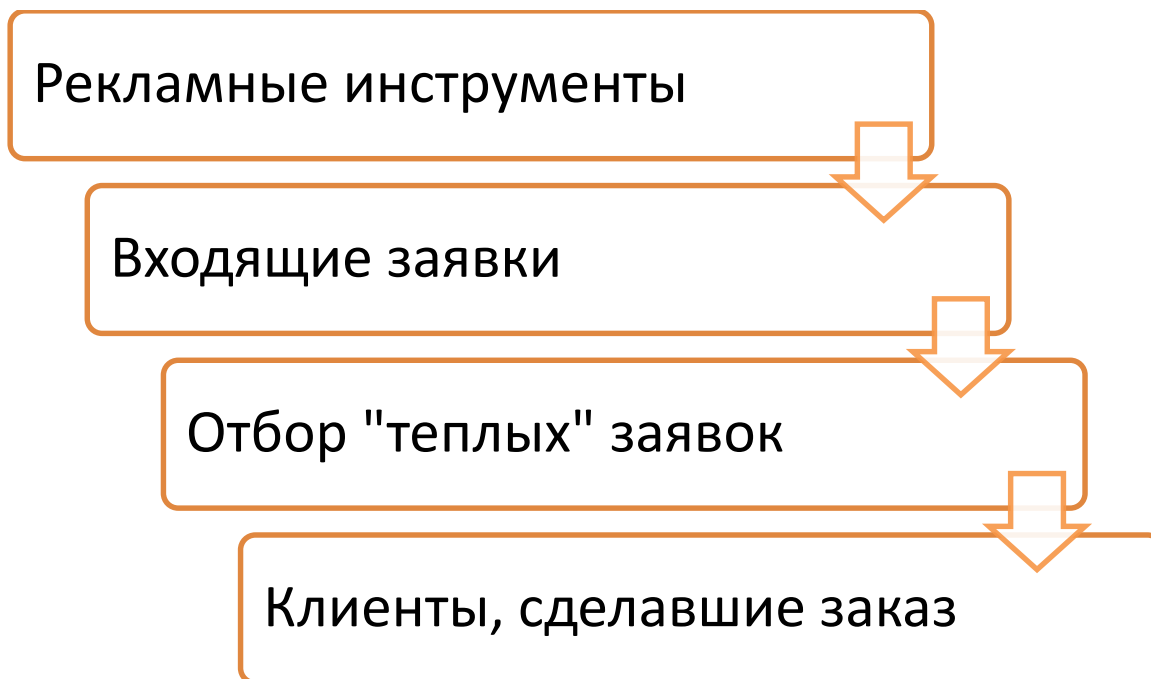 Рекламные инструменты
Входящие заявки
Отбор "теплых" заявок
Клиенты, сделавшие заказ